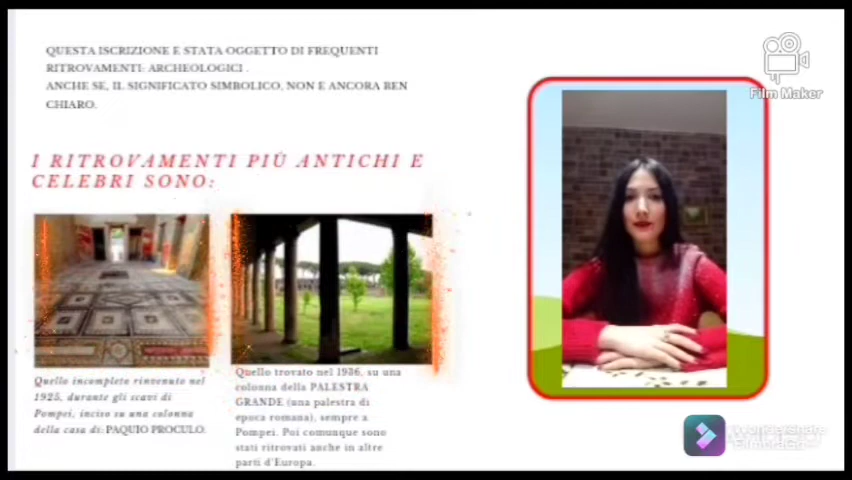 QUESTA ISCRIZIONE E STATA OGGETTO DI FREQUENTI
RITROVAMENTI: ARCHEOLOGICI .
ANCHE SE, IL SIGNIFICATO SIMBOLICO, NON E ANCORA BEN
CHIARO.
I RITROVAMENTI PIÙ ANTICHI E
CELEBRI SONO:
Quello incompleto rinvenuto nel
1925, durante gli scavi di
Pompei, inciso su una colonna
della casa di: PAQUIO PROCULO.
Quello trovato nel 1936, su una
colonna della PALESTRA
GRANDE (una palestra di
epoca romana), sempre a
Pompei. Poi comunque sono
stati ritrovati anche in altre
parti d'Europa.
Film Maker